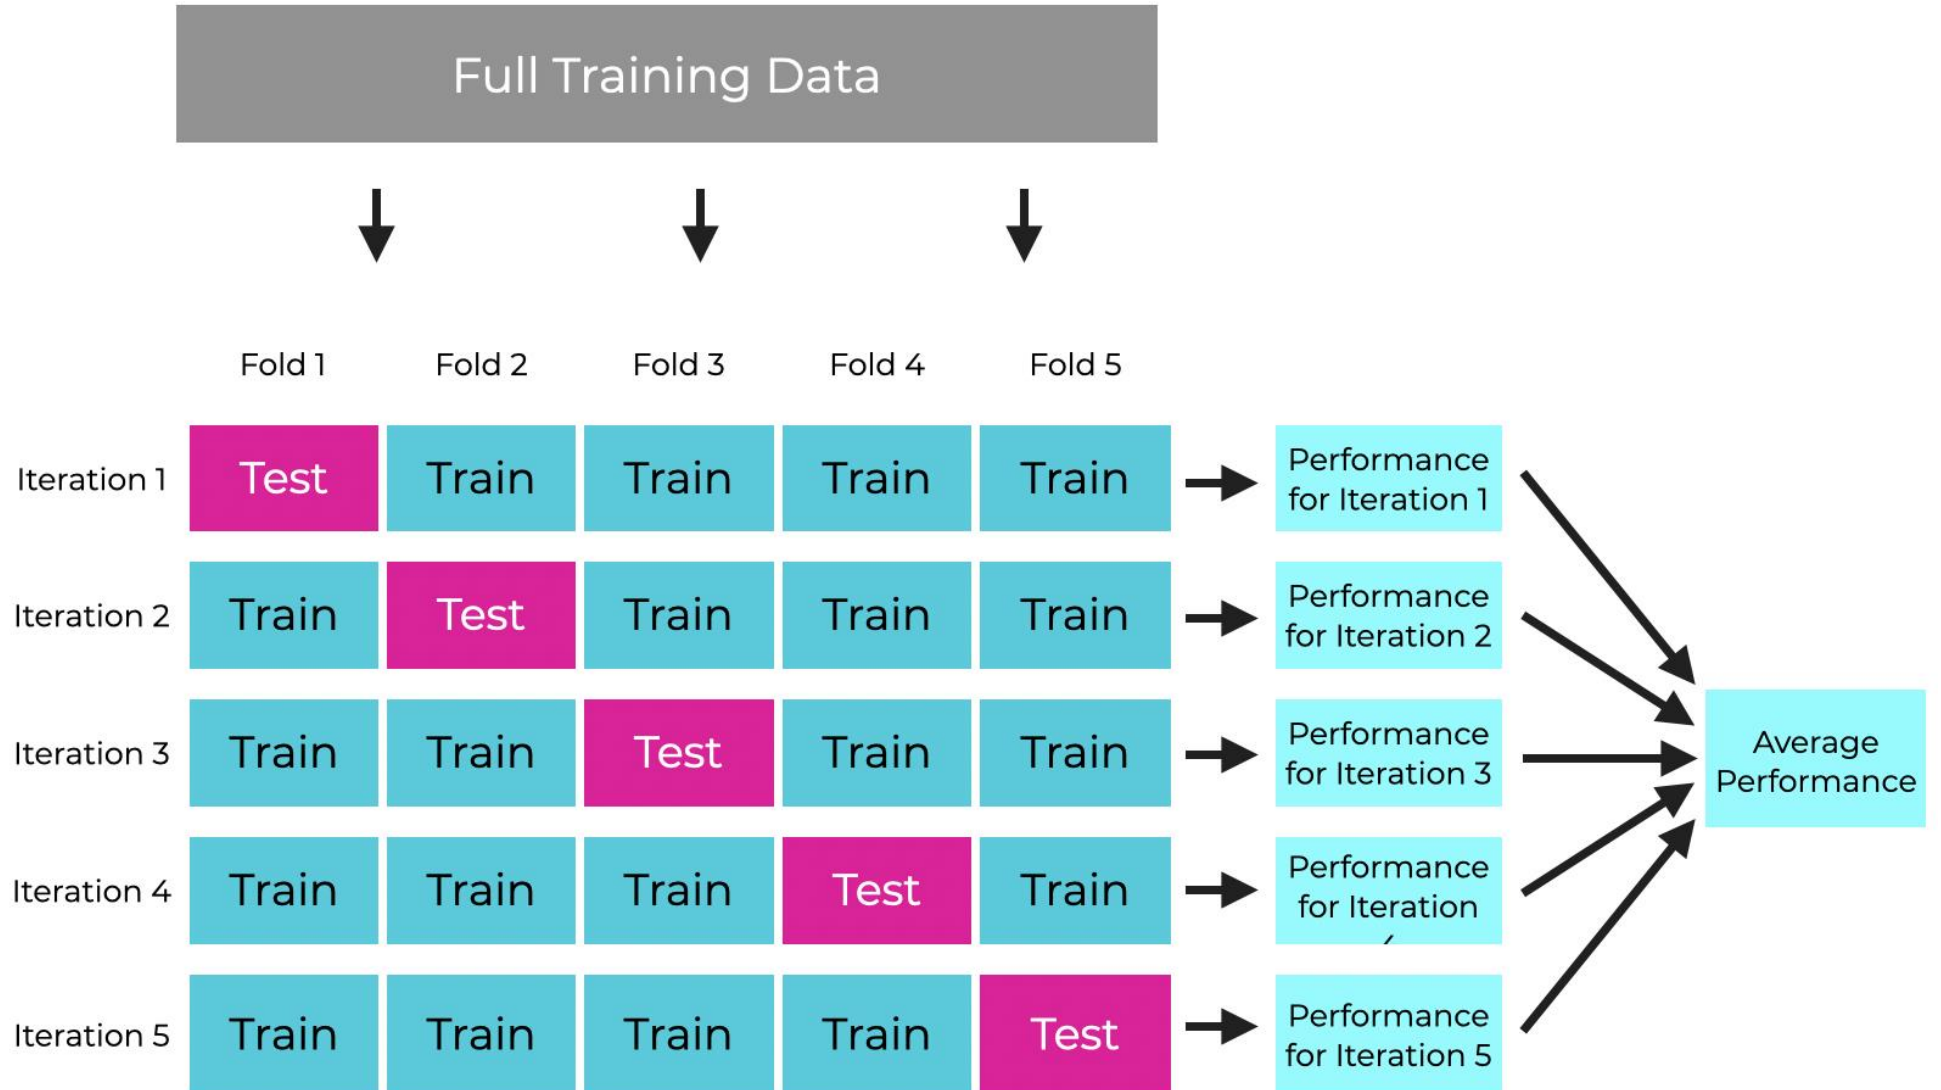 Full Training Data
Fold 1 Fold 2 Fold 3 Fold 4 Fold 5
Iteration 1 Test Train Train Train Train Performance
for Iteration 1
Iteration 2 Train Test Train Train Train Performance
for Iteration 2
Iteration 3 Train Train Test Train Train Performance
for Iteration 3
Average
Performance
Iteration 4 Train Train Train Test Train Performance
for Iteration
Iteration 5 Train Train Train Train Test Performance
for Iteration 5